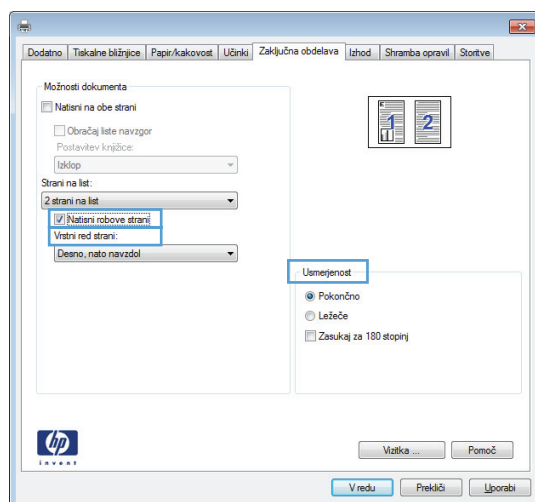 Dodatno Tiskalne bližnjice Papir/kakovost Učinki Zaključna obdelava Izhod Shramba opravil Storitve
Možnosti dokumenta
Natisni na obe strani
Obračaj liste navzgor
Postavitev knjižice:
Izklop
Strani na list:
2 strani na list
Natisni robove strani
Vrstni red strani:
Desno, nato navzdol
1 2
Usmerjenost
Pokončno
Ležeče
Zasukaj za 180 stopinj
hp
invent
Vizitka ... Pomoč
V redu Prekliči Uporabi